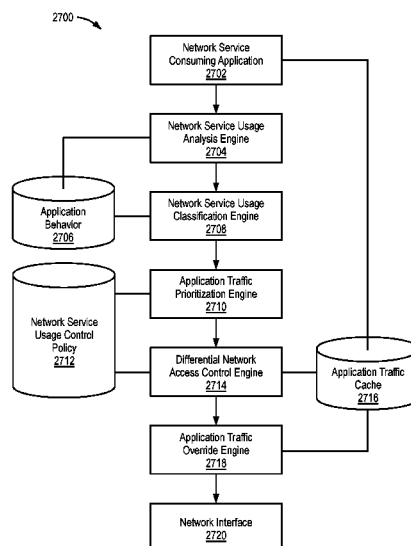 2700
Network Service
Consuming Application
2702
Network Service Usage
Analysis Engine
2704
Application
Behavior
2706
Network Service Usage
Classification Engine
2708
Application Traffic
Prioritization Engine
2710
Network Service
Usage Control
Policy
2712
Differential Network
Access Control Engine
2714
Application Traffic
Cache
2716
Application Traffic
Override Engine
2718
Network Interface
2720